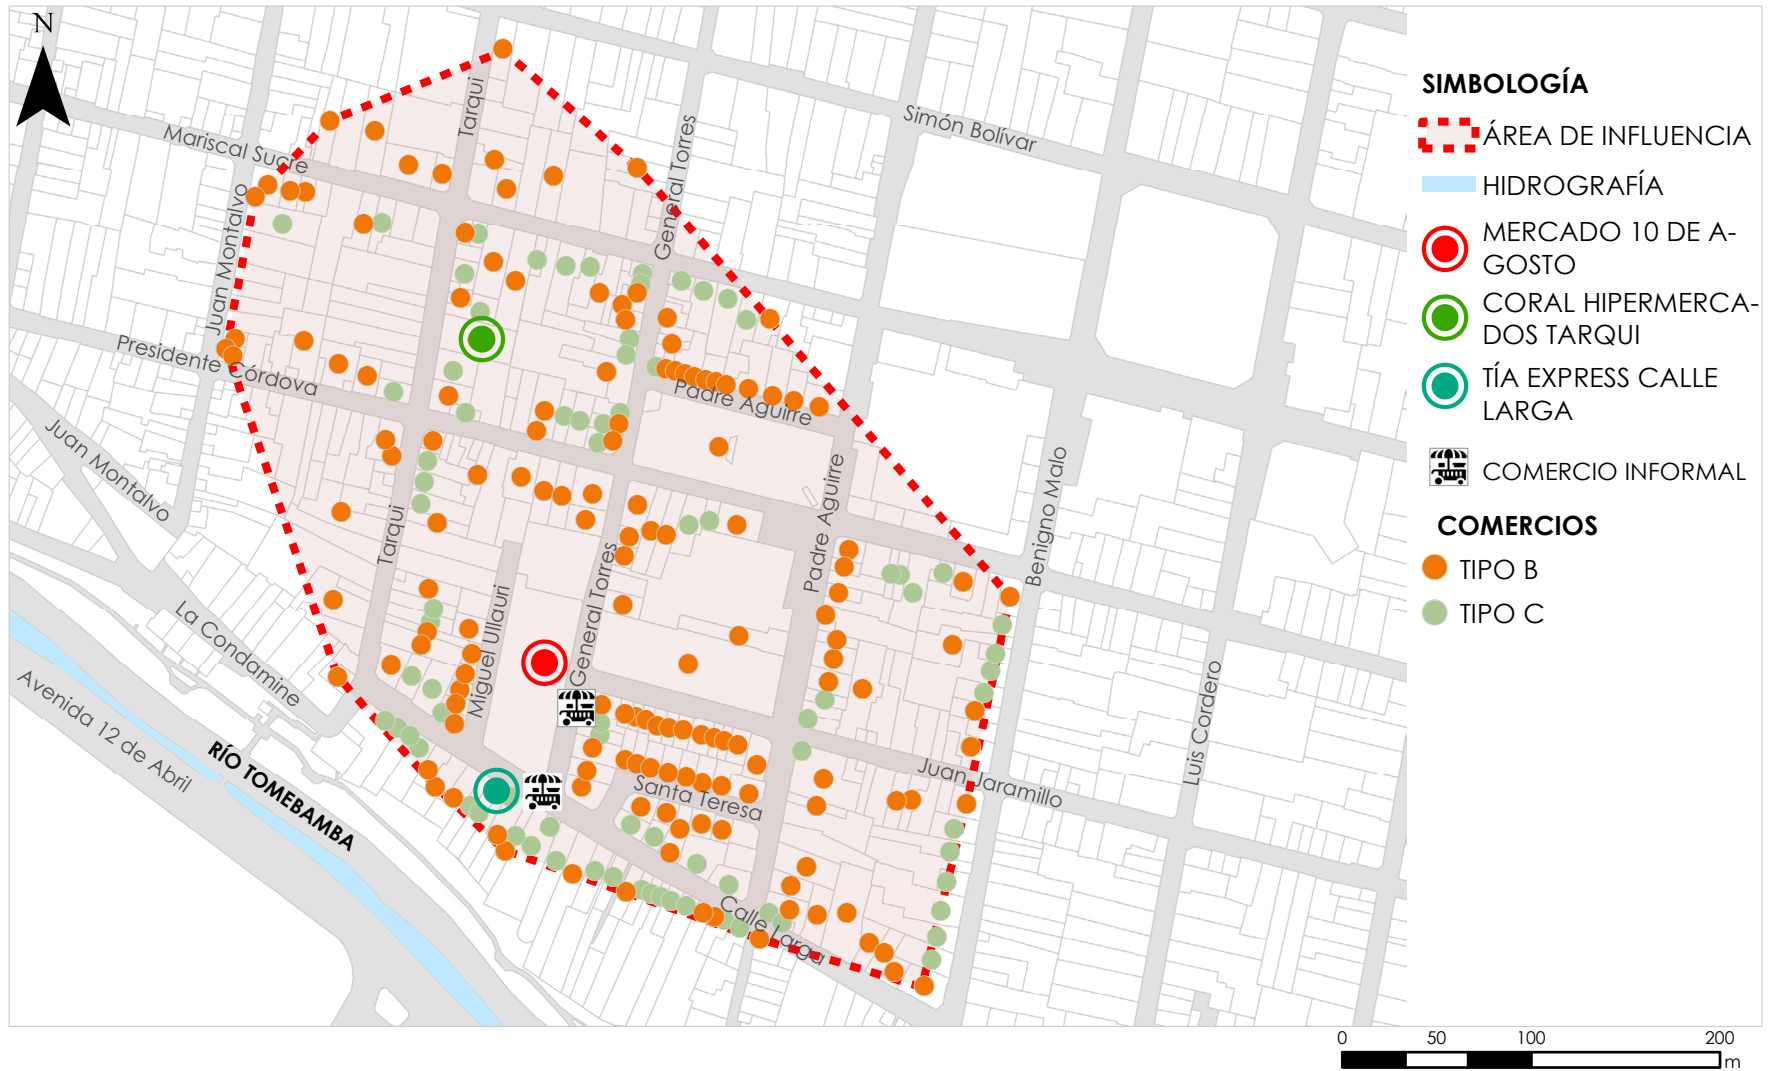 N
Tarqui
Simón Bolívar
General Torres
Mariscal Sucre
Juan Montalvo
Presidente Córdova
Padre Aguirre
Juan Montalvo
Padre Aguirre
Benigno Malo
Tarqui
General Torres
Miguel Ullauri
La Condamine
Avenida 12 de Abril
RÍO TOMEBAMBA
Luis Cordero
Juan Jaramillo
Santa Teresa
Calle Larga
SIMBOLOGÍA
ÁREA DE INFLUENCIA
HIDROGRAFÍA
MERCADO 10 DE A-
GOSTO
CORAL HIPERMERCA-
DOS TARQUI
TÍA EXPRESS CALLE
LARGA
COMERCIO INFORMAL
COMERCIOS
TIPO B
TIPO C
0 50 100 200
m